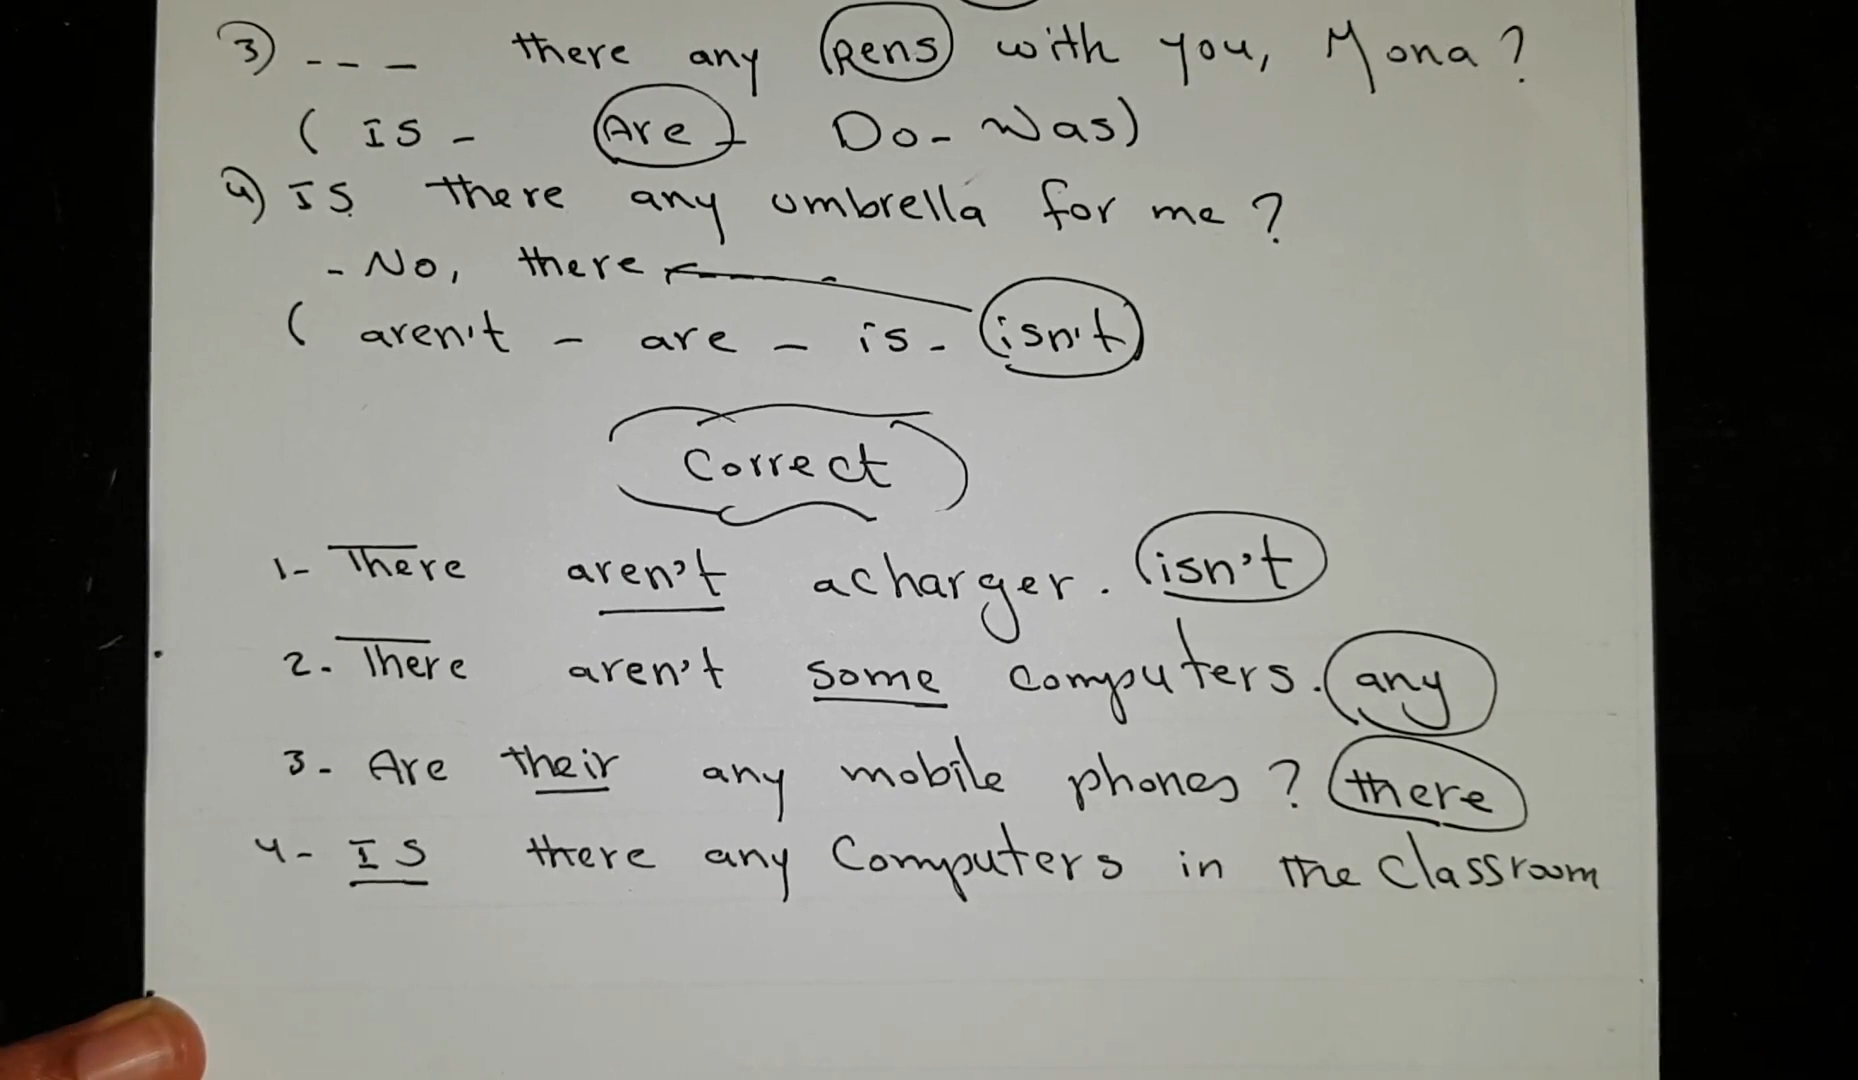 3) --- there any pens with you, Mona?
( Is - Are - Do - Was)
4) Is there any umbrella for me?
- No, there
( aren't - are - is - isn't)
Correct
1- There aren't acharger. isn't
2. There aren't some computers. any
3- Are their any mobile phones? there
4- Is there any Computers in the Classroom